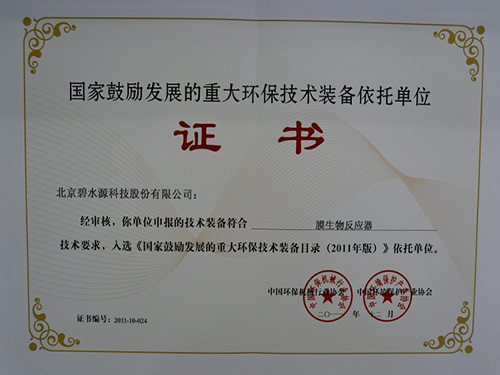 国家鼓励发展的重大环保技术装备依托单位
证书
北京碧水源科技股份有限公司：
经审核，你单位申报的技术装备符合 膜生物反应器
技术要求，入选《国家鼓励发展的重大环保技术装备目录（2011年版）》依托单位。
中国环保机械行业协会 中国环境保护产业协会
二〇一一年十二月
证书编号：2011-10-024